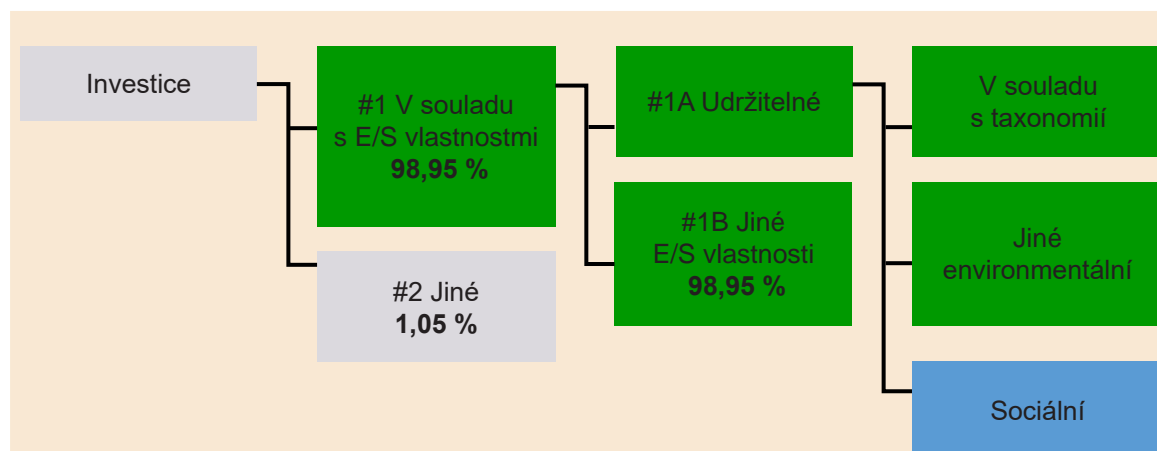 Investice
#1 V souladu
s E/S vlastnostmi
98,95 %
#2 Jiné
1,05 %
#1A Udržitelné
#1B Jiné
E/S vlastnosti
98,95 %
V souladu
s taxonomií
Jiné
environmentální
Sociální